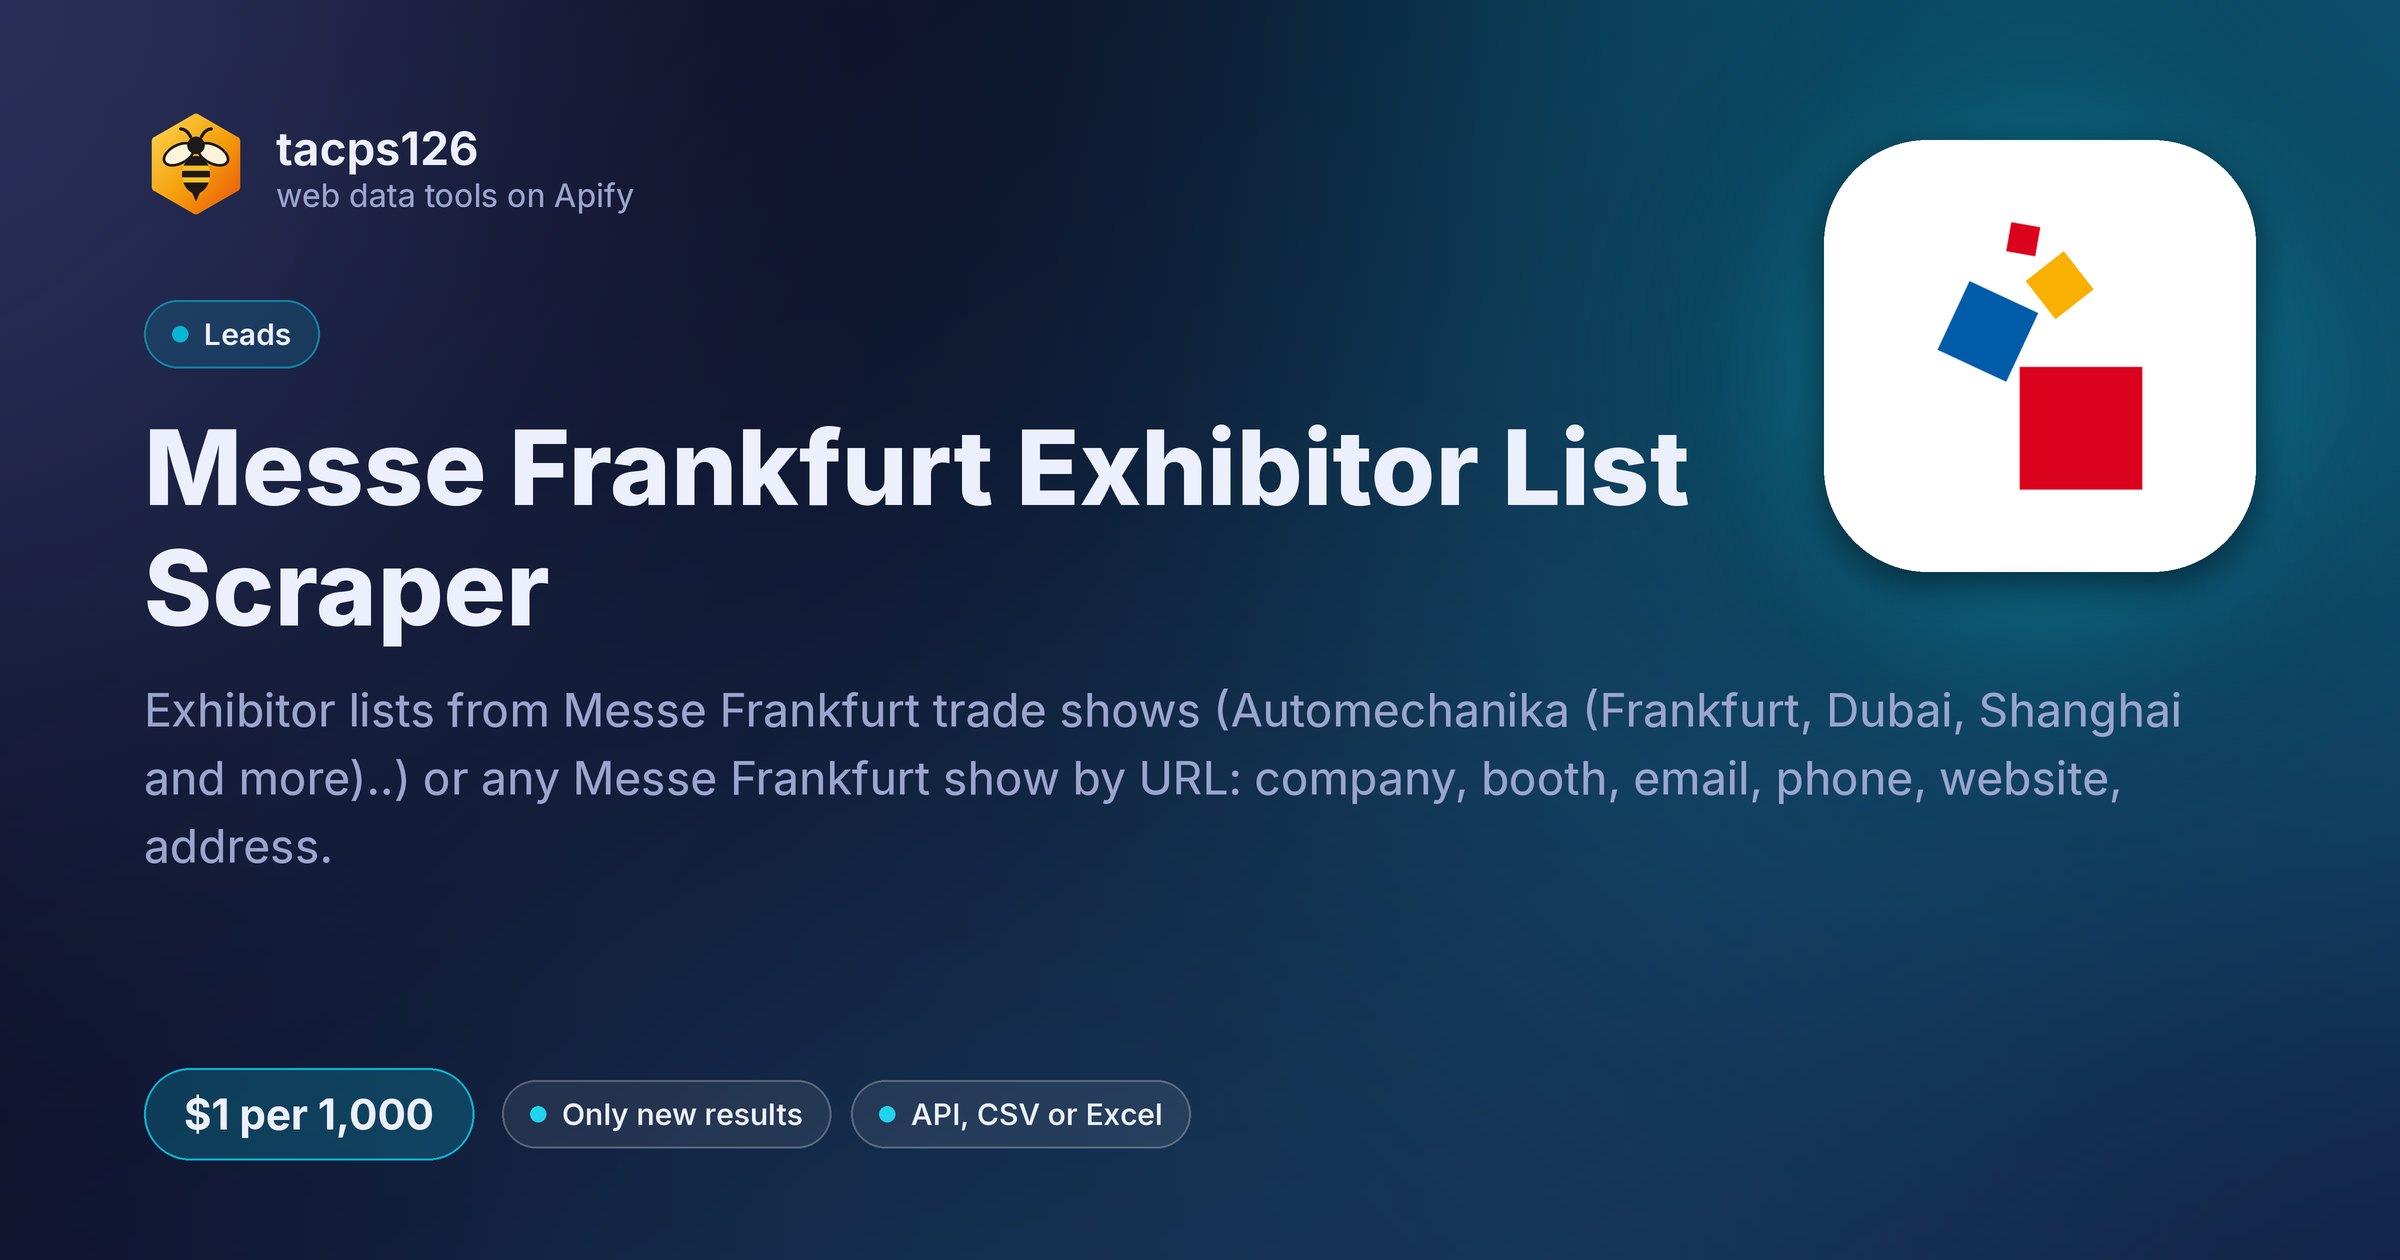 tacps126
web data tools on Apify
Leads
Messe Frankfurt Exhibitor List
Scraper
Exhibitor lists from Messe Frankfurt trade shows (Automechanika (Frankfurt, Dubai, Shanghai
and more)..) or any Messe Frankfurt show by URL: company, booth, email, phone, website,
address.
$1 per 1,000
Only new results
API, CSV or Excel